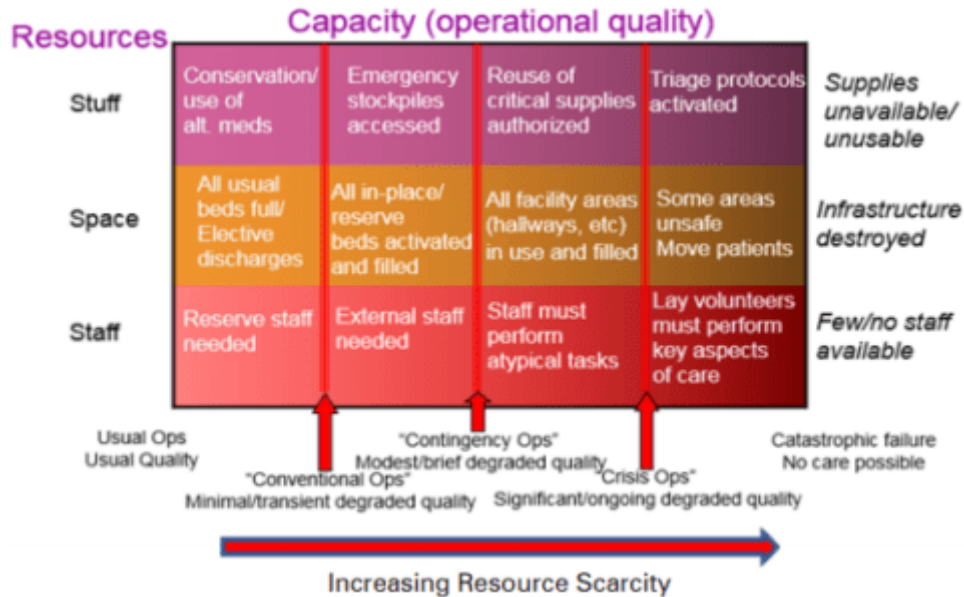 Capacity (operational quality)
Resources
Stuff
Conservation/
use of
alt. meds
Emergency
stockpiles
accessed
Reuse of
critical supplies
authorized
Triage protocols
activated
Supplies
unavailable/
unusable
Space
All usual
beds full/
Elective
discharges
All in-place/
reserve
beds activated
and filled
All facility areas
(hallways, etc)
in use and filled
Some areas
unsafe
Move patients
Infrastructure
destroyed
Staff
Reserve staff
needed
External staff
needed
Staff must
perform
atypical tasks
Lay volunteers
must perform
key aspects
of care
Few/no staff
available
Usual Ops
Usual Quality
"Conventional Ops"
Minimal/transient degraded quality
"Contingency Ops"
Modest/brief degraded quality
"Crisis Ops"
Significant/ongoing degraded quality
Catastrophic failure
No care possible
Increasing Resource Scarcity